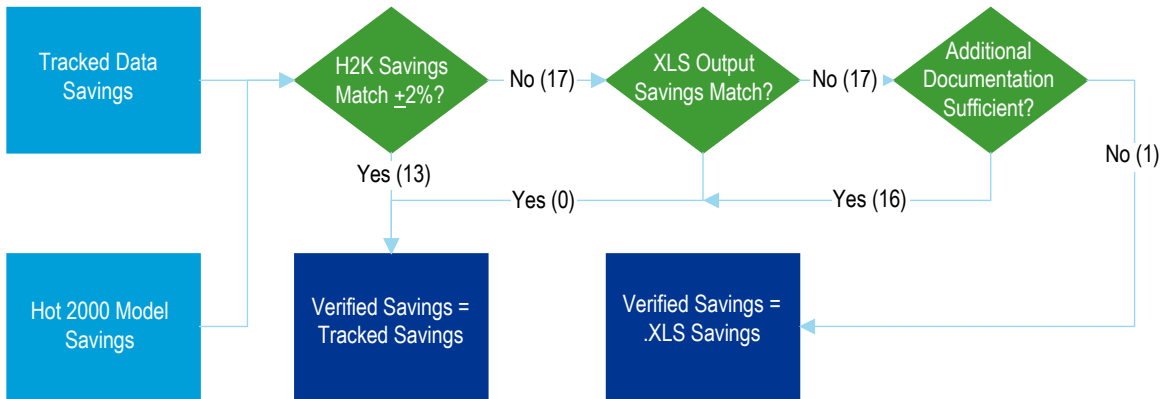 Tracked Data
Savings
H2K Savings
Match +2%?
No (17)
XLS Output
Savings Match?
No (17)
Additional
Documentation
Sufficient?
No (1)
Yes (13)
Yes (0)
Yes (16)
Hot 2000 Model
Savings
Verified Savings =
Tracked Savings
Verified Savings =
.XLS Savings